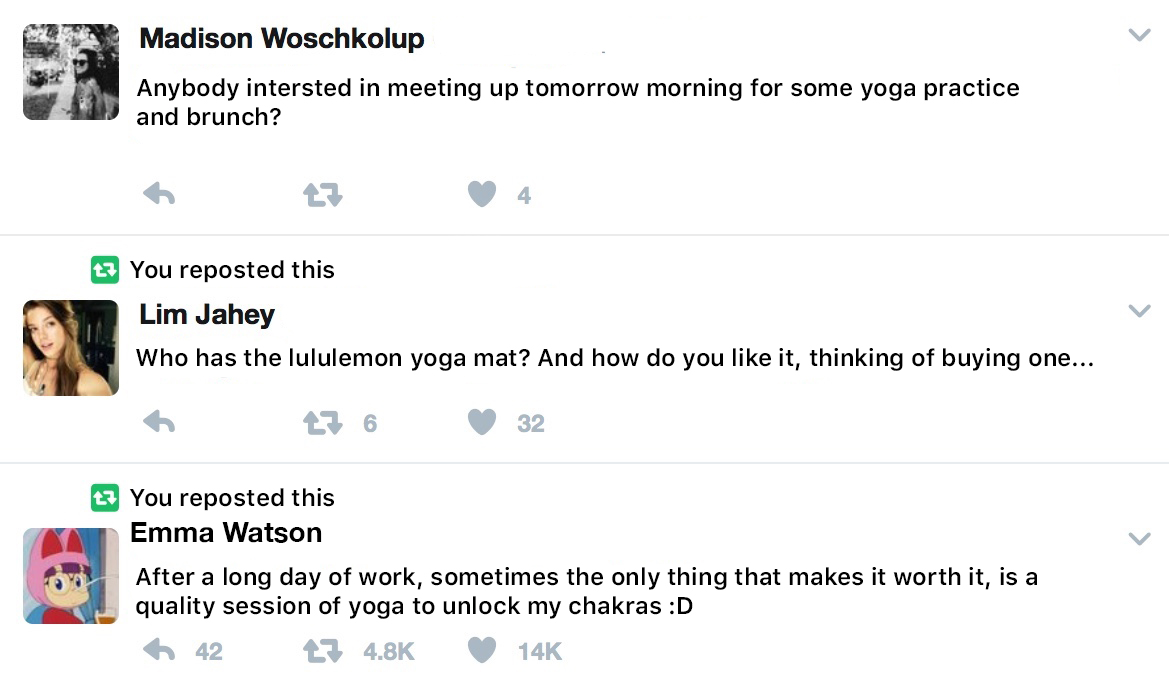 Madison Woschkolup
Anybody intersted in meeting up tomorrow morning for some yoga practice
and brunch?
4
You reposted this
Lim Jahey
Who has the lululemon yoga mat? And how do you like it, thinking of buying one...
6 32
You reposted this
Emma Watson
After a long day of work, sometimes the only thing that makes it worth it, is a
quality session of yoga to unlock my chakras :D
42 4.8K 14K